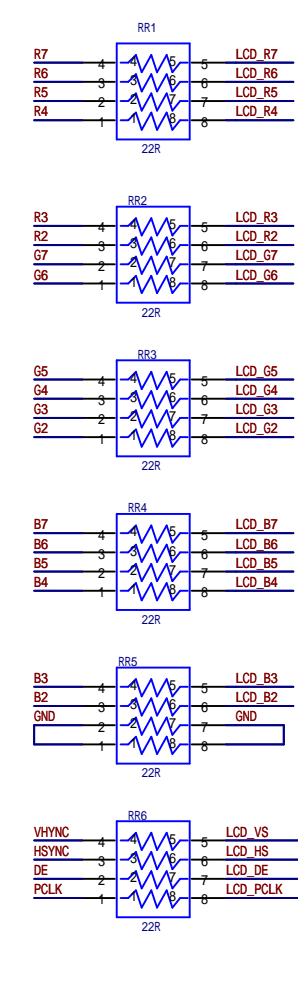 RR1
R7 4 4 5 5 LCD_R7
R6 3 3 6 6 LCD_R6
R5 2 2 7 7 LCD_R5
R4 1 1 8 8 LCD_R4
22R
RR2
R3 4 4 5 5 LCD_R3
R2 3 3 6 6 LCD_R2
G7 2 2 7 7 LCD_G7
G6 1 1 8 8 LCD_G6
22R
RR3
G5 4 4 5 5 LCD_G5
G4 3 3 6 6 LCD_G4
G3 2 2 7 7 LCD_G3
G2 1 1 8 8 LCD_G2
22R
RR4
B7 4 4 5 5 LCD_B7
B6 3 3 6 6 LCD_B6
B5 2 2 7 7 LCD_B5
B4 1 1 8 8 LCD_B4
22R
RR5
B3 4 4 5 5 LCD_B3
B2 3 3 6 6 LCD_B2
GND 2 2 7 7 GND
1 1 8 8
22R
RR6
VHYNC 4 4 5 5 LCD_VS
HSYNC 3 3 6 6 LCD_HS
DE 2 2 7 7 LCD_DE
PCLK 1 1 8 8 LCD_PCLK
22R